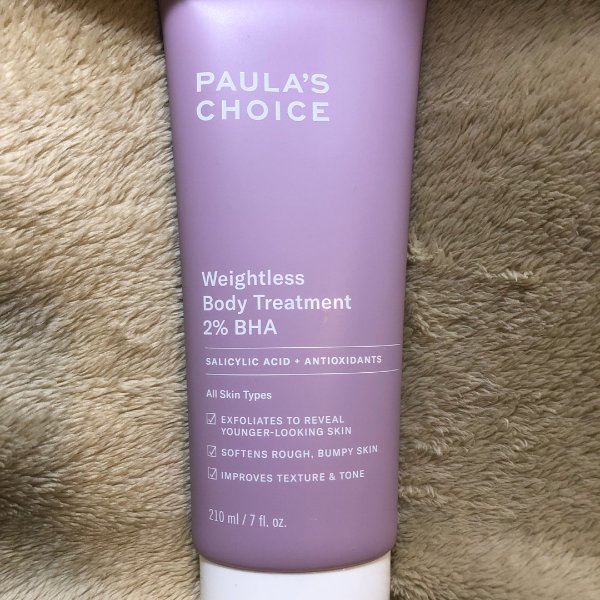 PAULA'S
CHOICE
Weightless
Body Treatment
2% BHA
SALICYLIC ACID + ANTIOXIDANTS
All Skin Types
☑ EXFOLIATES TO REVEAL
YOUNGER-LOOKING SKIN
☑ SOFTENS ROUGH, BUMPY SKIN
☑ IMPROVES TEXTURE & TONE
210 ml / 7 fl. oz.